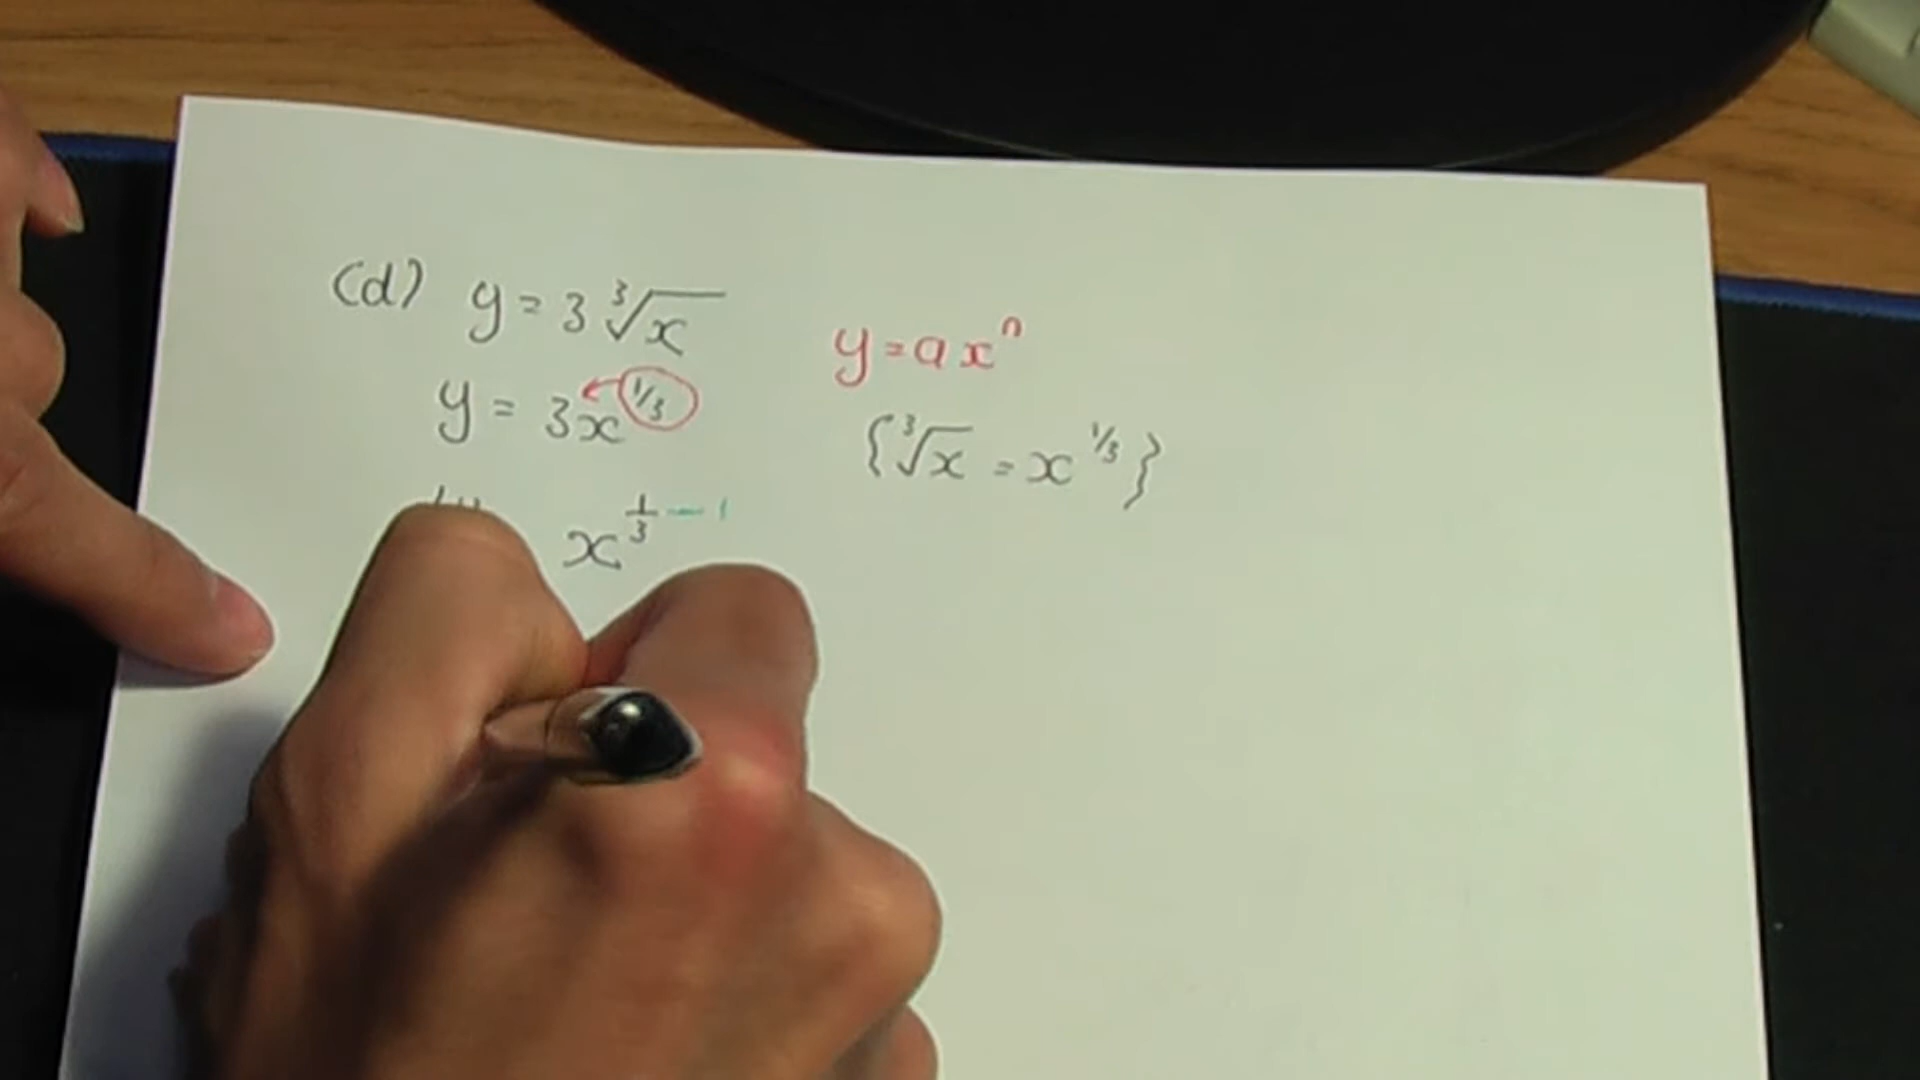 (d) y = 3∛x
y = ax^n
y = 3x^1/3
{∛x = x^1/3}
x^(1/3 - 1)